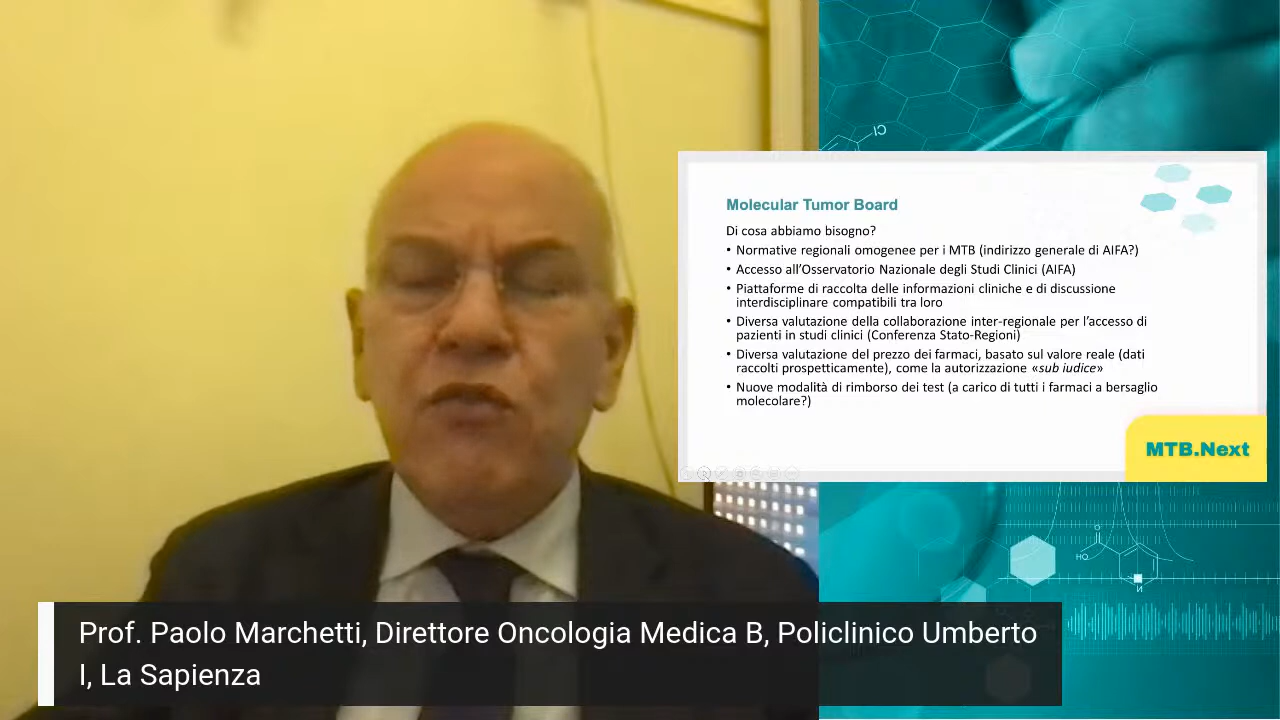 Molecular Tumor Board
Di cosa abbiamo bisogno?
• Normative regionali omogenee per i MTB (indirizzo generale di AIFA?)
• Accesso all'Osservatorio Nazionale degli Studi Clinici (AIFA)
• Piattaforme di raccolta delle informazioni cliniche e di discussione
interdisciplinare compatibili tra loro
• Diversa valutazione della collaborazione inter-regionale per l'accesso di
pazienti in studi clinici (Conferenza Stato-Regioni)
• Diversa valutazione del prezzo dei farmaci, basato sul valore reale (dati
raccolti prospetticamente), come la autorizzazione «sub iudice»
• Nuove modalità di rimborso dei test (a carico di tutti i farmaci a bersaglio
molecolare?)
MTB.Next
Prof. Paolo Marchetti, Direttore Oncologia Medica B, Policlinico Umberto
I, La Sapienza
Cl
O
HO
N